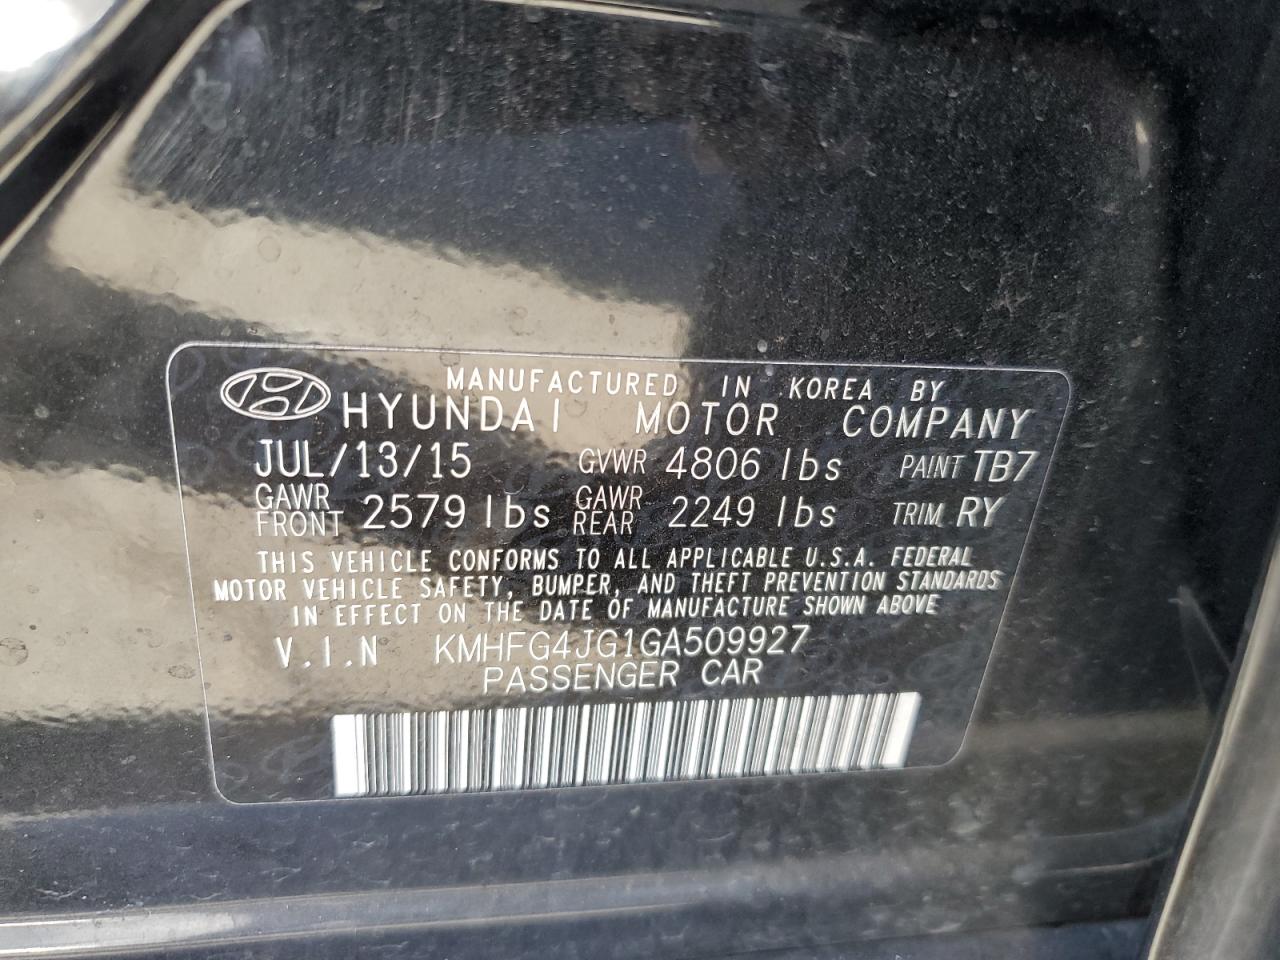 MANUFACTURED IN KOREA BY
HYUNDAI MOTOR COMPANY
JUL/13/15 GVWR 4806 lbs PAINT TB7
GAWR FRONT 2579 lbs GAWR REAR 2249 lbs TRIM RY
THIS VEHICLE CONFORMS TO ALL APPLICABLE U.S.A. FEDERAL
MOTOR VEHICLE SAFETY, BUMPER, AND THEFT PREVENTION STANDARDS
IN EFFECT ON THE DATE OF MANUFACTURE SHOWN ABOVE
V.I.N KMHFG4JG1GA509927
PASSENGER CAR